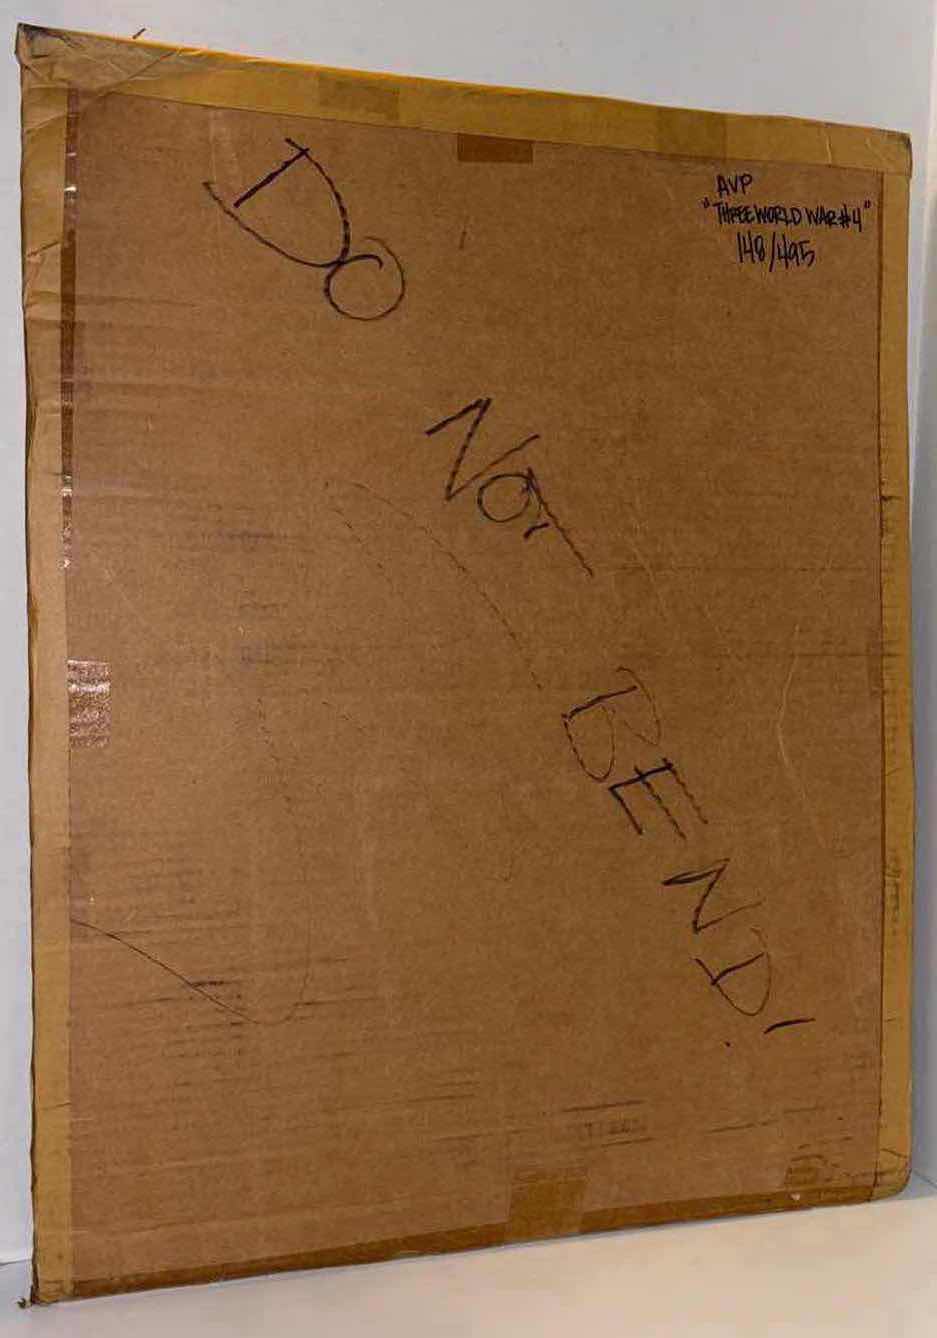 DO NOT BEND!
AVP
"THREE WORLD WAR #4"
148/495